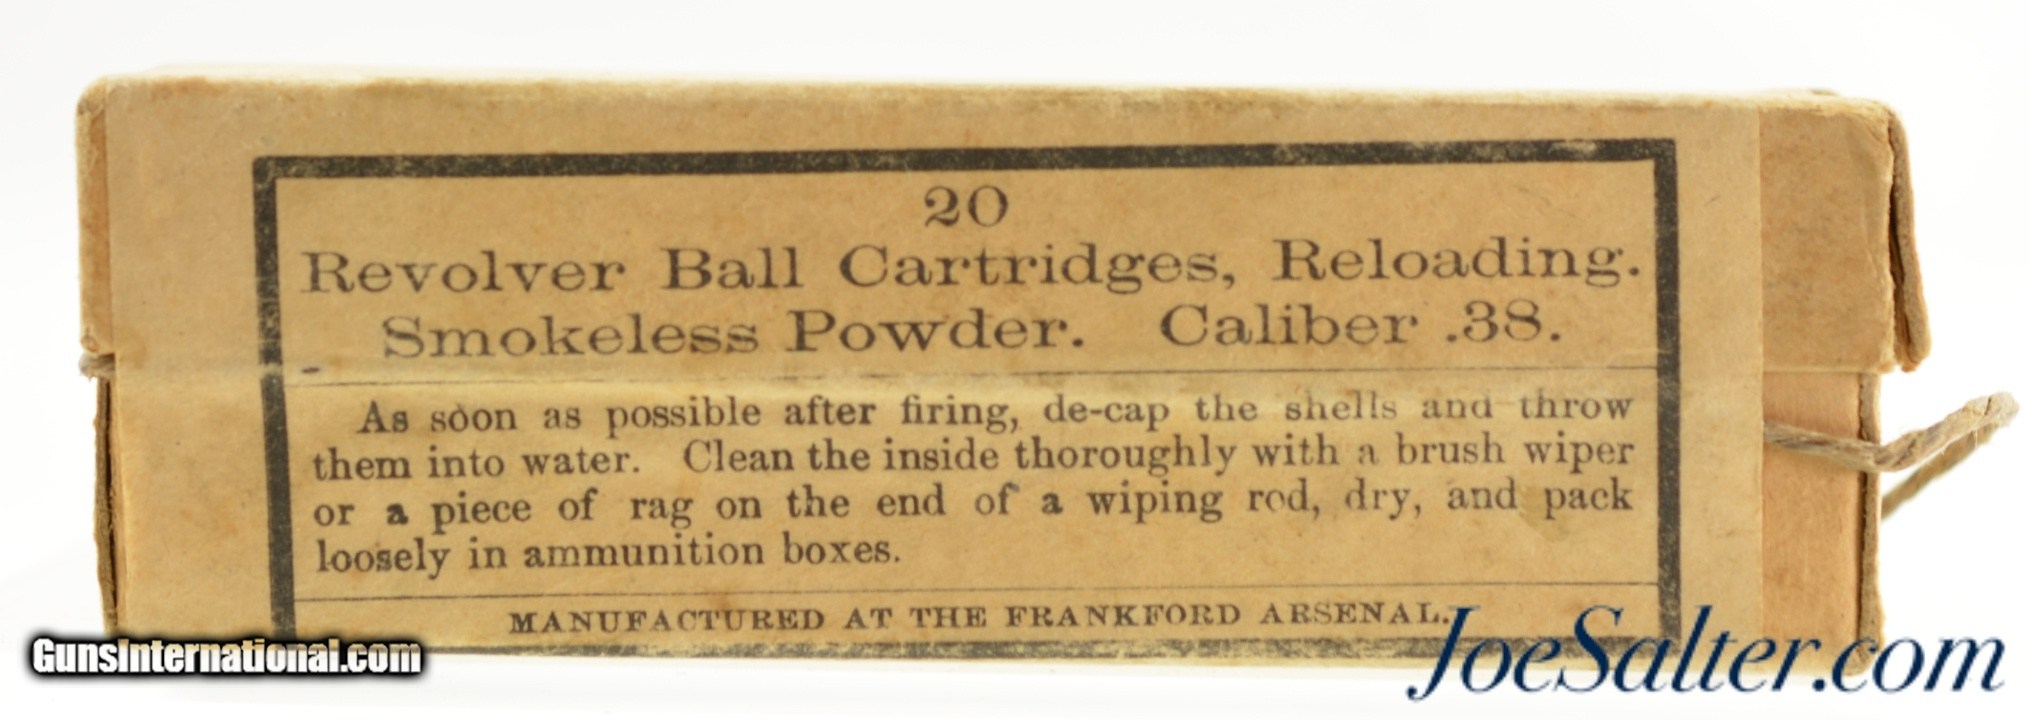 20
Revolver Ball Cartridges, Reloading.
Smokeless Powder. Caliber .38.
As soon as possible after firing, de-cap the shells and throw
them into water. Clean the inside thoroughly with a brush wiper
or a piece of rag on the end of a wiping rod, dry, and pack
loosely in ammunition boxes.
MANUFACTURED AT THE FRANKFORD ARSENAL.
GunsInternational.com
JoeSalter.com